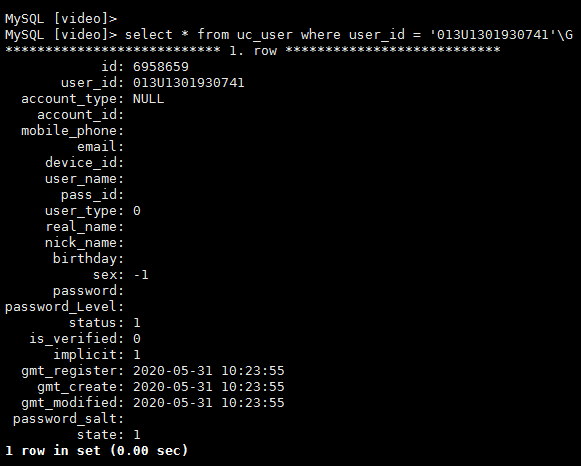 MySQL [video]>
MySQL [video]> select * from uc_user where user_id = '013U1301930741'\G
*************************** 1. row ***************************
id: 6958659
user_id: 013U1301930741
account_type: NULL
account_id:
mobile_phone:
email:
device_id:
user_name:
pass_id:
user_type: 0
real_name:
nick_name:
birthday:
sex: -1
password:
password_Level:
status: 1
is_verified: 0
implicit: 1
gmt_register: 2020-05-31 10:23:55
gmt_create: 2020-05-31 10:23:55
gmt_modified: 2020-05-31 10:23:55
password_salt:
state: 1
1 row in set (0.00 sec)